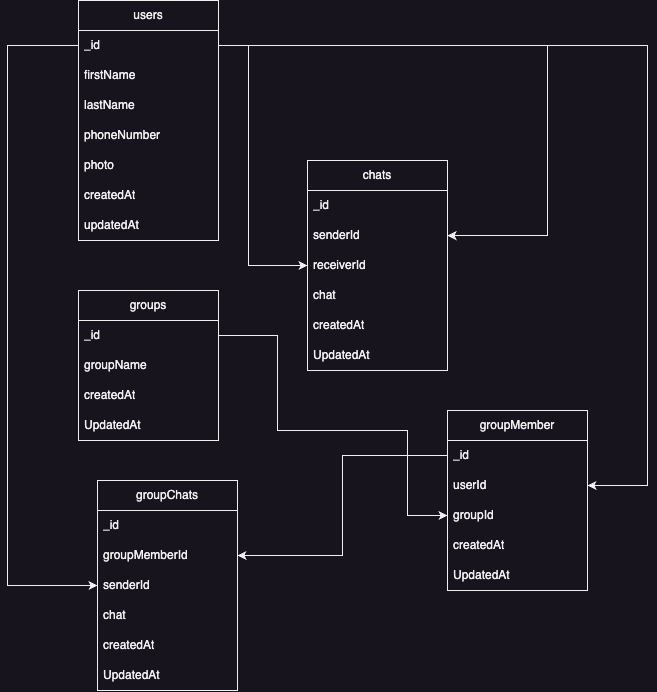 users
_id
firstName
lastName
phoneNumber
photo
createdAt
updatedAt
chats
_id
senderId
receiverId
chat
createdAt
UpdatedAt
groups
_id
groupName
createdAt
UpdatedAt
groupMember
_id
userId
groupId
createdAt
UpdatedAt
groupChats
_id
groupMemberId
senderId
chat
createdAt
UpdatedAt